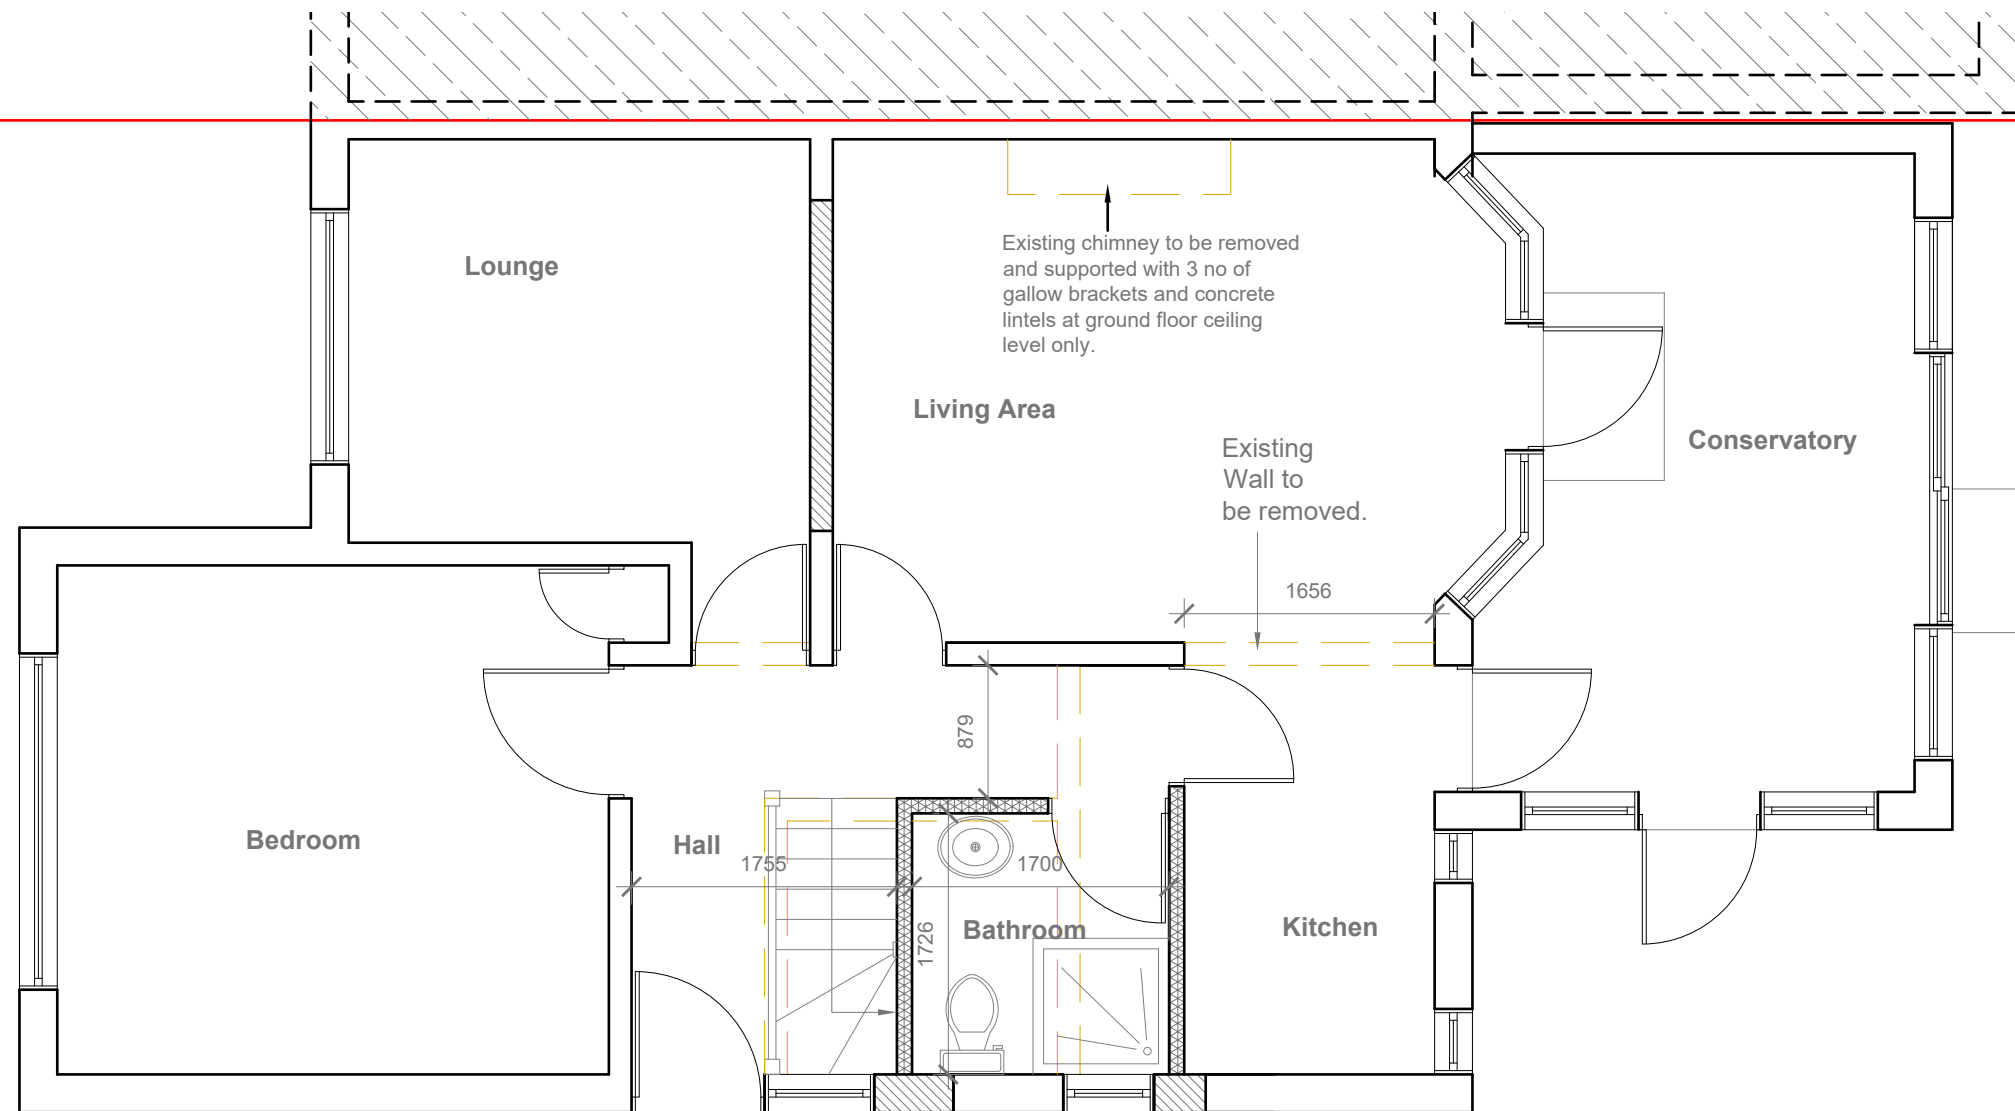 Lounge
Existing chimney to be removed
and supported with 3 no of
gallow brackets and concrete
lintels at ground floor ceiling
level only.
Living Area
Conservatory
Existing
Wall to
be removed.
1656
879
Bedroom
Hall
1755
1700
1726
Bathroom
Kitchen